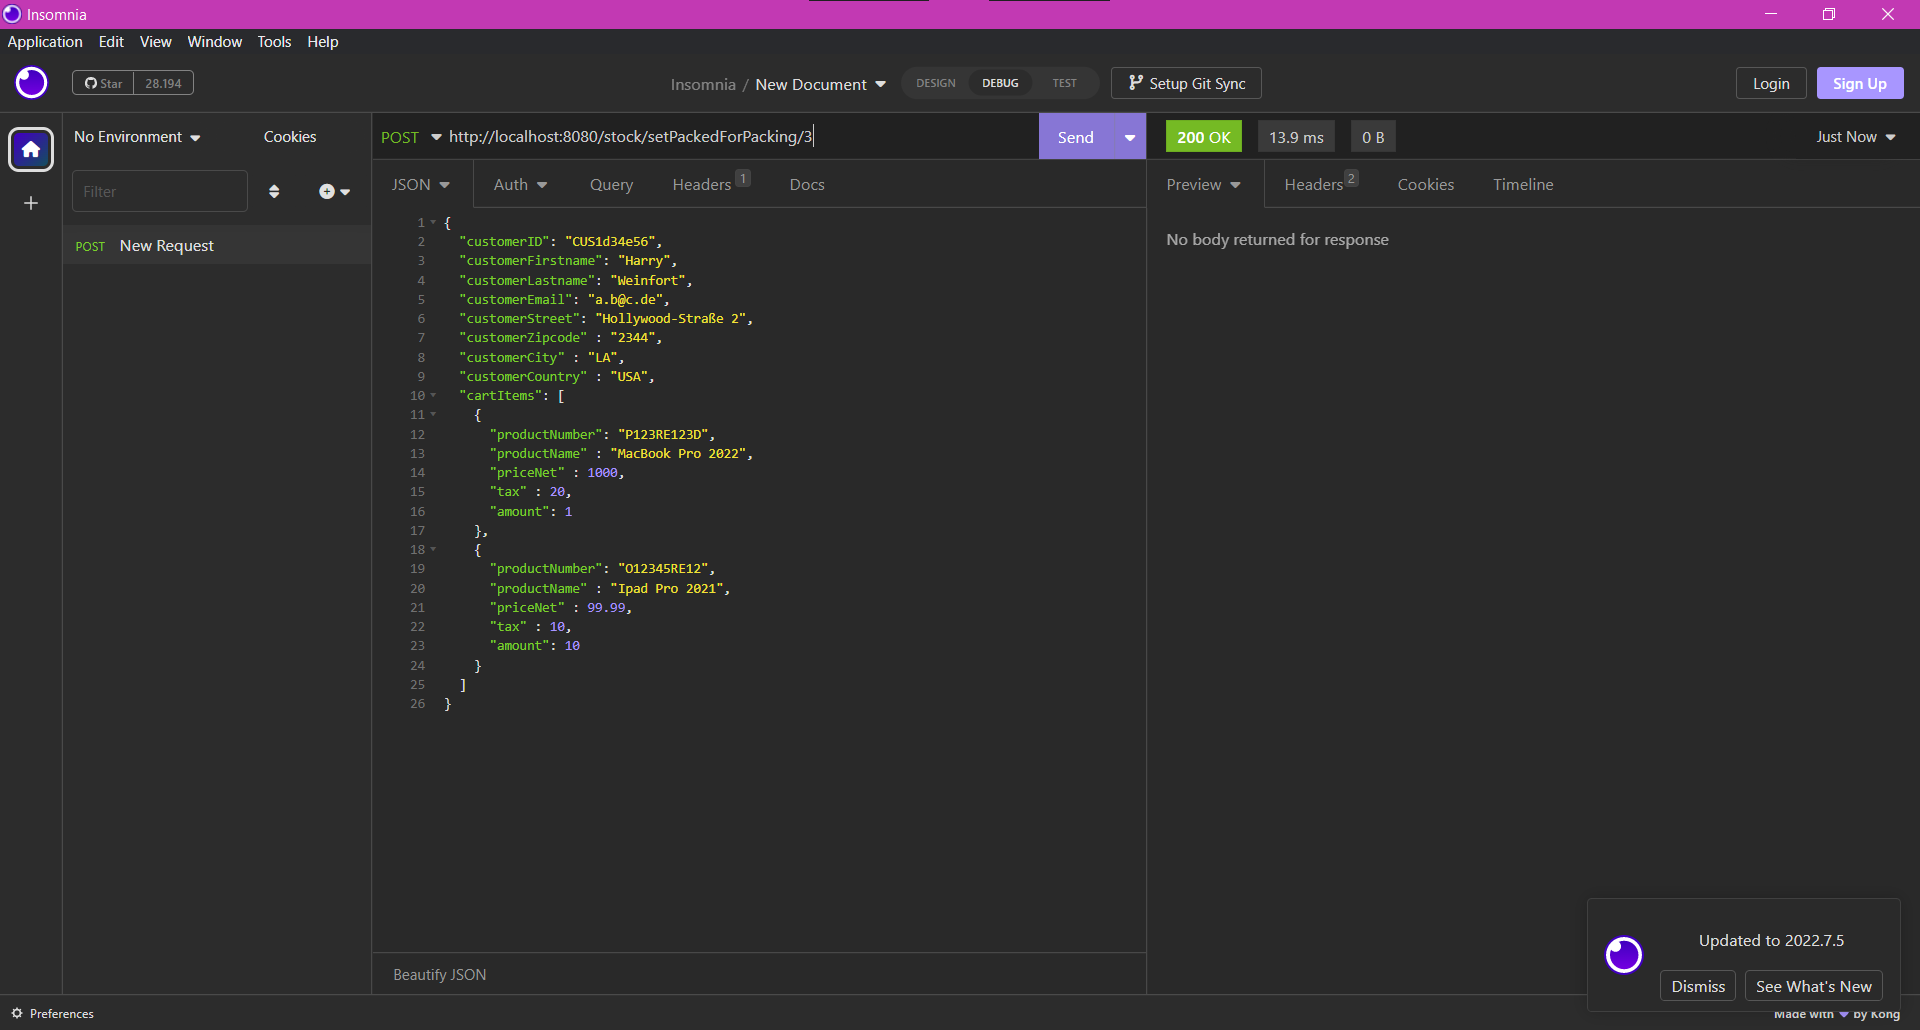 Insomnia
Application Edit View Window Tools Help
Star 28.194
Insomnia / New Document DESIGN DEBUG TEST Setup Git Sync
Login Sign Up
No Environment Cookies
POST http://localhost:8080/stock/setPackedForPacking/3 Send
200 OK 13.9 ms 0 B Just Now
Filter
JSON Auth Query Headers 1 Docs
Preview Headers 2 Cookies Timeline
POST New Request
No body returned for response
1 {
2 "customerID": "CUS1d34e56",
3 "customerFirstname": "Harry",
4 "customerLastname": "Weinfort",
5 "customerEmail": "a.b@c.de",
6 "customerStreet": "Hollywood-Straße 2",
7 "customerZipcode" : "2344",
8 "customerCity" : "LA",
9 "customerCountry" : "USA",
10 "cartItems": [
11 {
12 "productNumber": "P123RE123D",
13 "productName" : "MacBook Pro 2022",
14 "priceNet" : 1000,
15 "tax" : 20,
16 "amount": 1
17 },
18 {
19 "productNumber": "O12345RE12",
20 "productName" : "Ipad Pro 2021",
21 "priceNet" : 99.99,
22 "tax" : 10,
23 "amount": 10
24 }
25 ]
26 }
Beautify JSON
Updated to 2022.7.5
Dismiss See What's New
Preferences
Made with by Kong